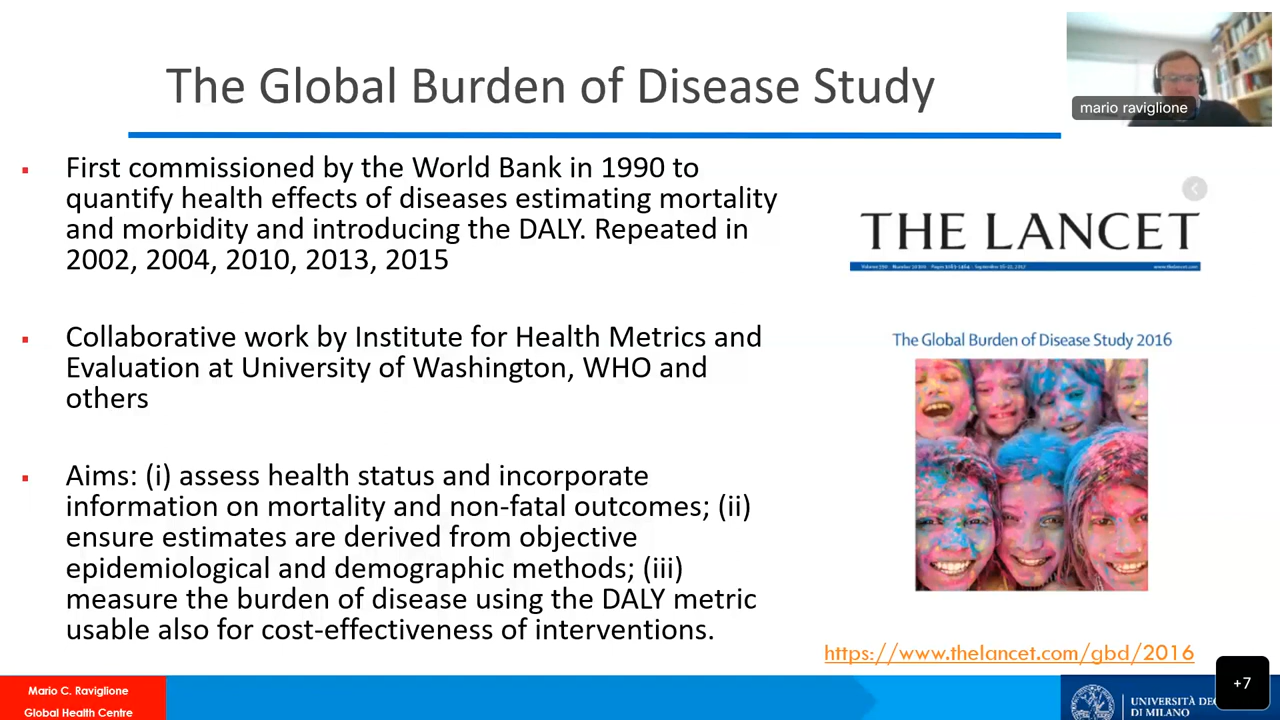 The Global Burden of Disease Study
mario raviglione
First commissioned by the World Bank in 1990 to
quantify health effects of diseases estimating mortality
and morbidity and introducing the DALY. Repeated in
2002, 2004, 2010, 2013, 2015
Collaborative work by Institute for Health Metrics and
Evaluation at University of Washington, WHO and
others
Aims: (i) assess health status and incorporate
information on mortality and non-fatal outcomes; (ii)
ensure estimates are derived from objective
epidemiological and demographic methods; (iii)
measure the burden of disease using the DALY metric
usable also for cost-effectiveness of interventions.
THE LANCET
www.thelancet.com
The Global Burden of Disease Study 2016
https://www.thelancet.com/gbd/2016
+7
Mario C. Raviglione
Global Health Centre
UNIVERSITÀ
DI MILANO